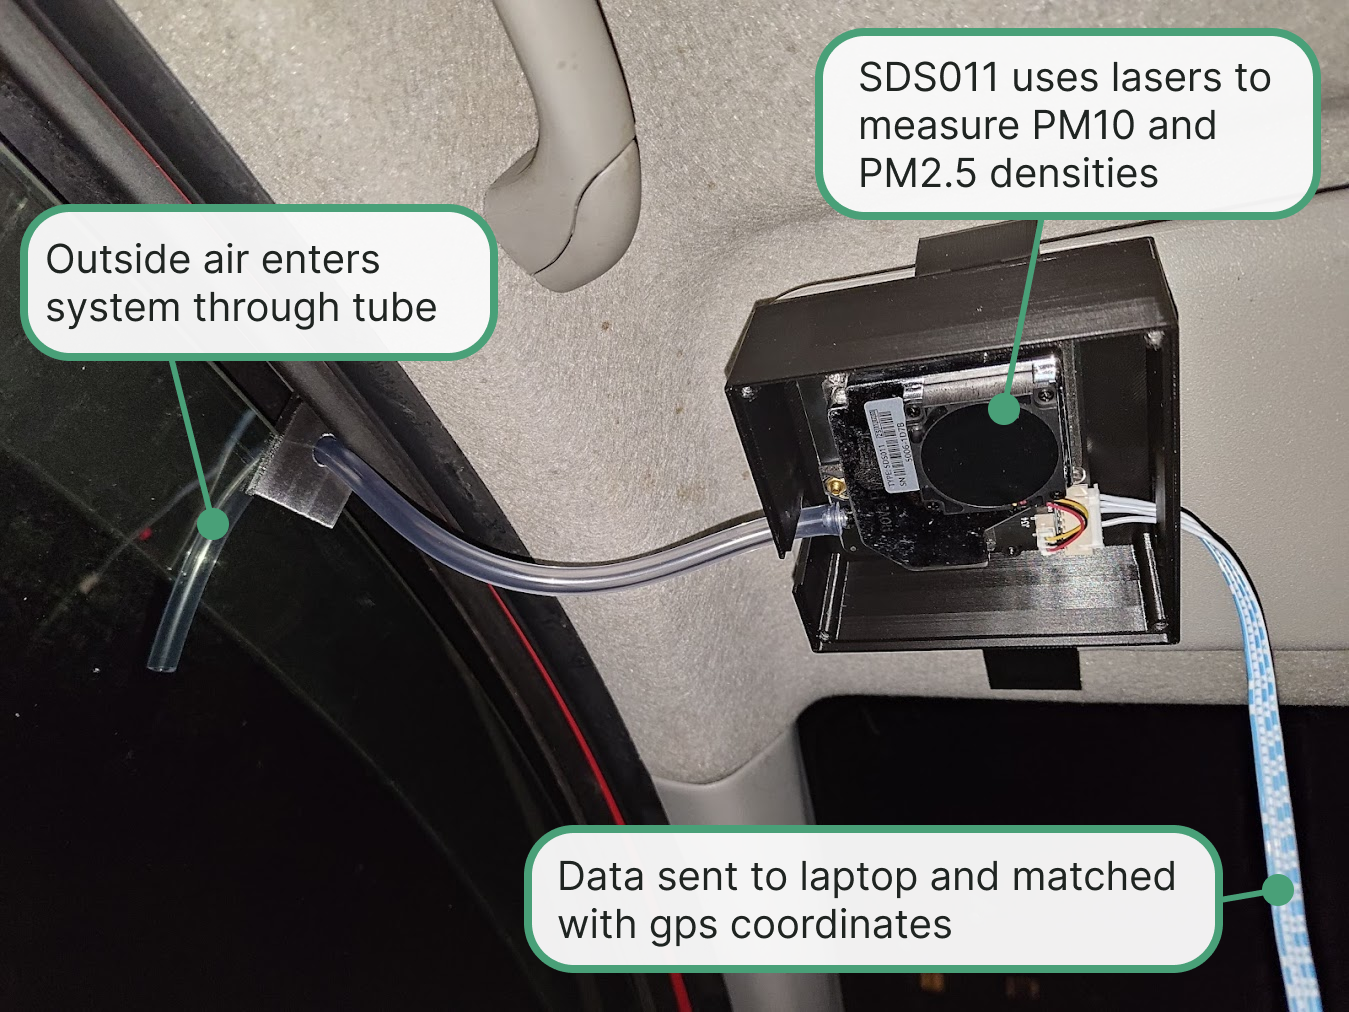 SDS011 uses lasers to
measure PM10 and
PM2.5 densities
Outside air enters
system through tube
Data sent to laptop and matched
with gps coordinates